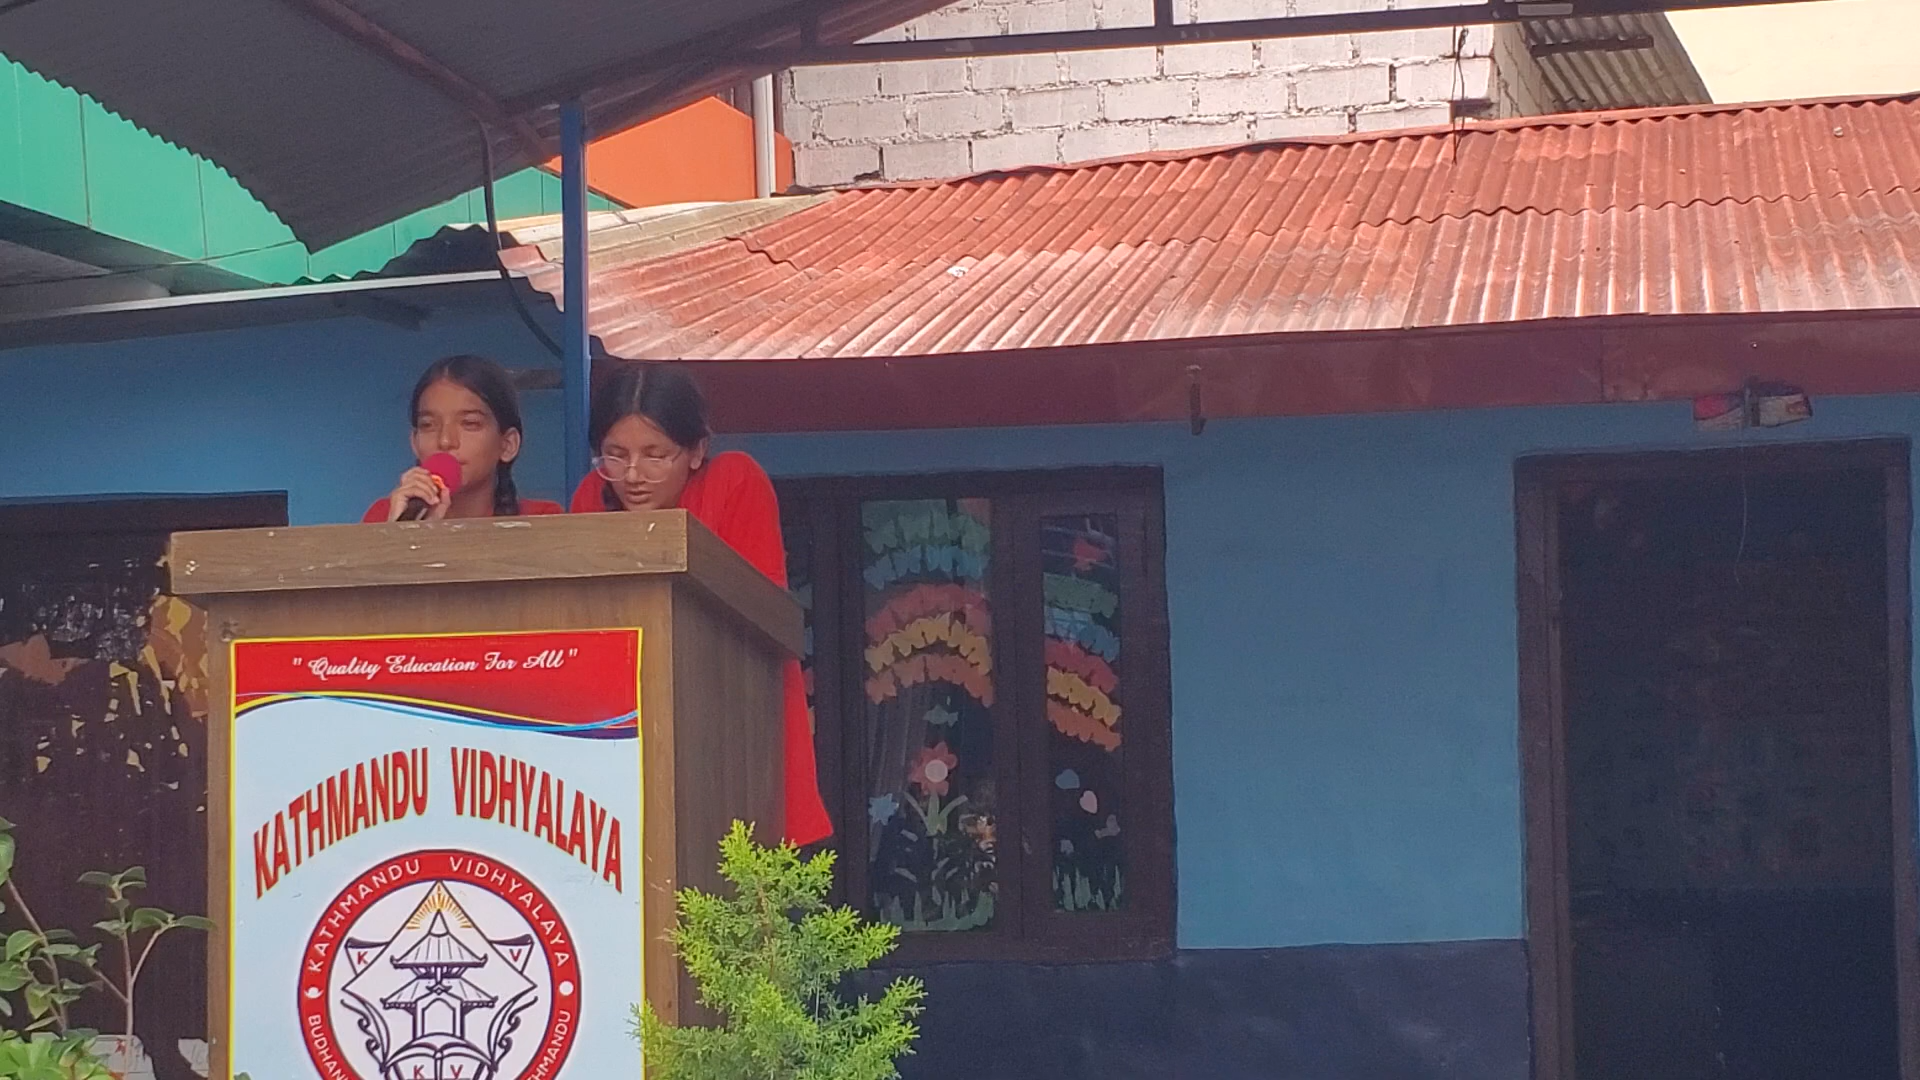 " Quality Education For All "
KATHMANDU VIDHYALAYA
KATHMANDU VIDHYALAYA
K V
K V